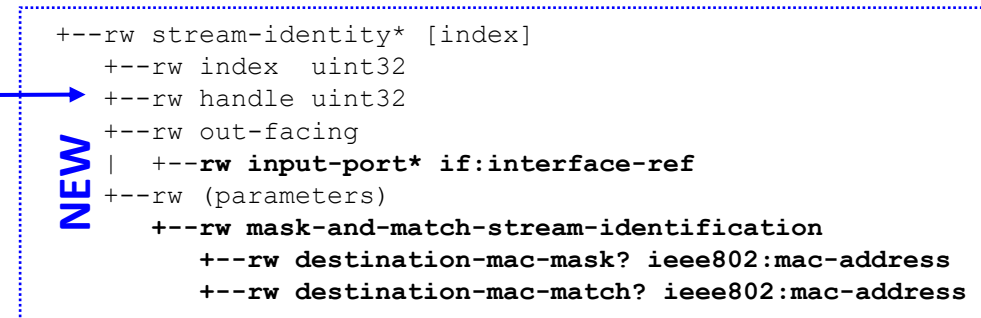 +--rw stream-identity* [index]
+--rw index  uint32
+--rw handle uint32
+--rw out-facing
|  +--rw input-port* if:interface-ref
+--rw (parameters)
+--rw mask-and-match-stream-identification
+--rw destination-mac-mask? ieee802:mac-address
+--rw destination-mac-match? ieee802:mac-address
NEW